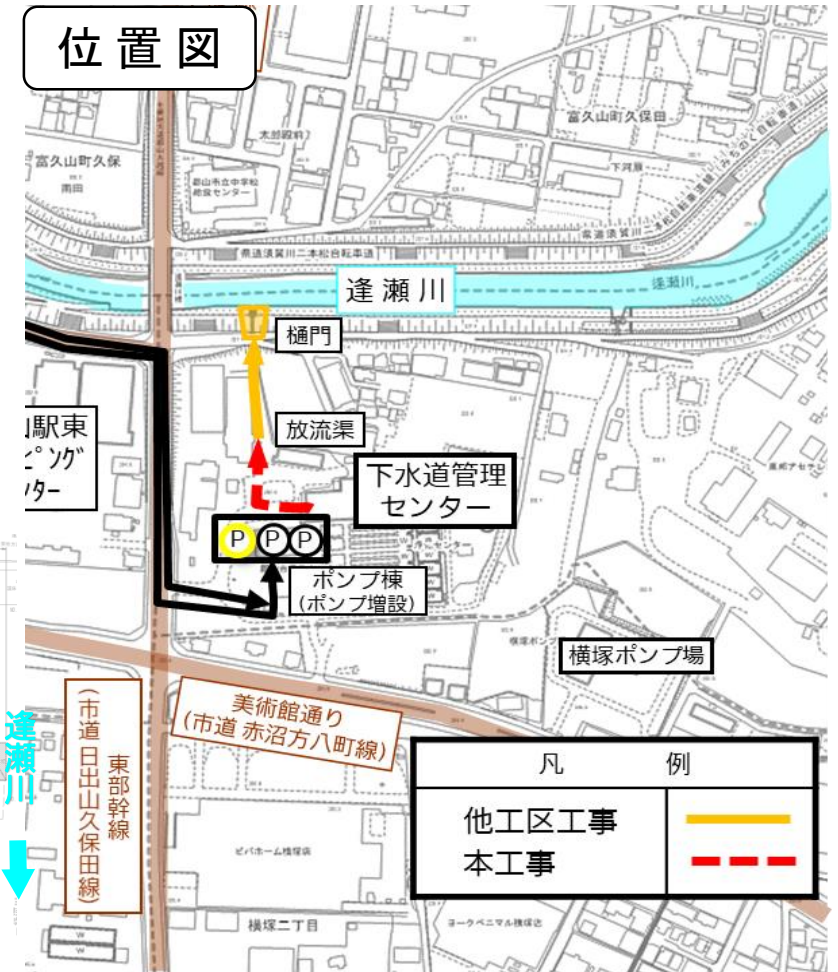 位置図
太郎殿前
富久山町久保田
富久山町久保
南田
下河原
郡山市立中学校
給食センター
県道須賀川二本松自転車道
逢瀬川
逢瀬川
樋門
山駅東
ピング
ンター
放流渠
下水道管理
センター
P
P
P
ポンプ棟
(ポンプ増設)
横塚ポンプ場
美術館通り
(市道 赤沼方八町線)
東部幹線
(市道 日出山久保田線)
逢瀬川
凡例
他工区工事
本工事
ビバホーム横塚店
横塚二丁目
ヨークベニマル横塚店
W
W